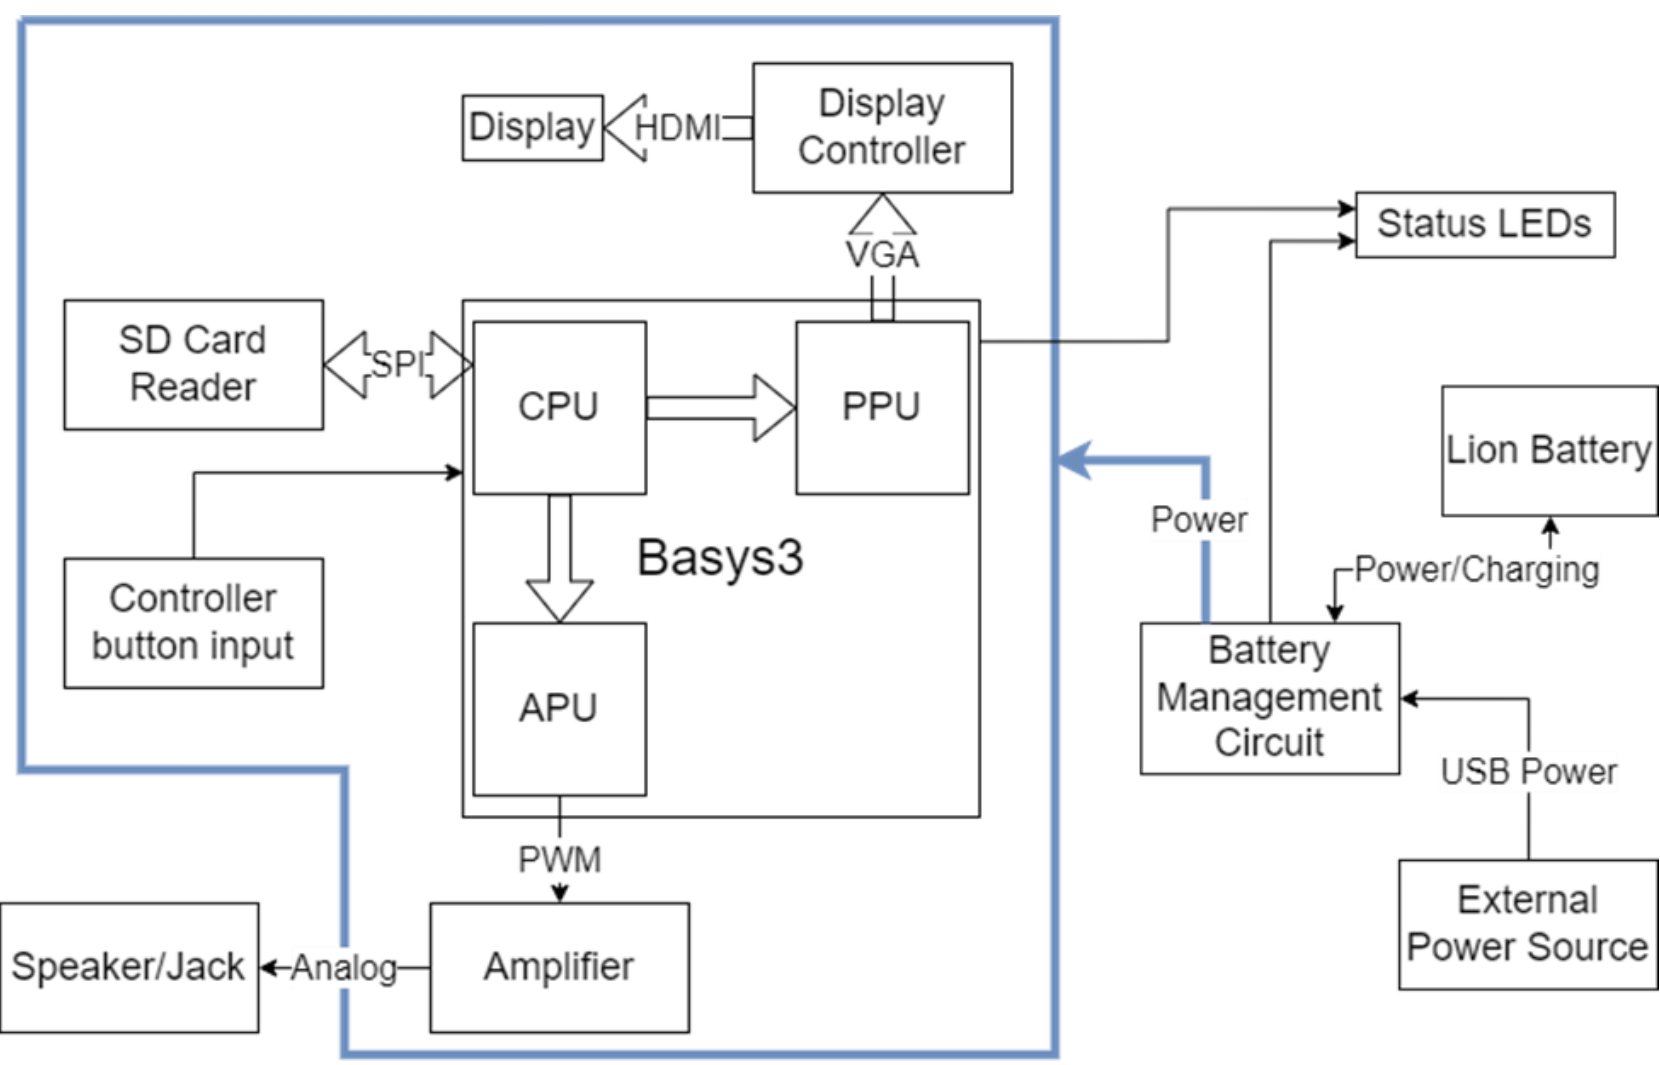 Display
HDMI
Display
Controller
VGA
Status LEDs
SD Card
Reader
SPI
CPU
PPU
Lion Battery
Power
Basys3
Power/Charging
Controller
button input
Battery
Management
Circuit
APU
USB Power
PWM
External
Power Source
Speaker/Jack
Analog
Amplifier